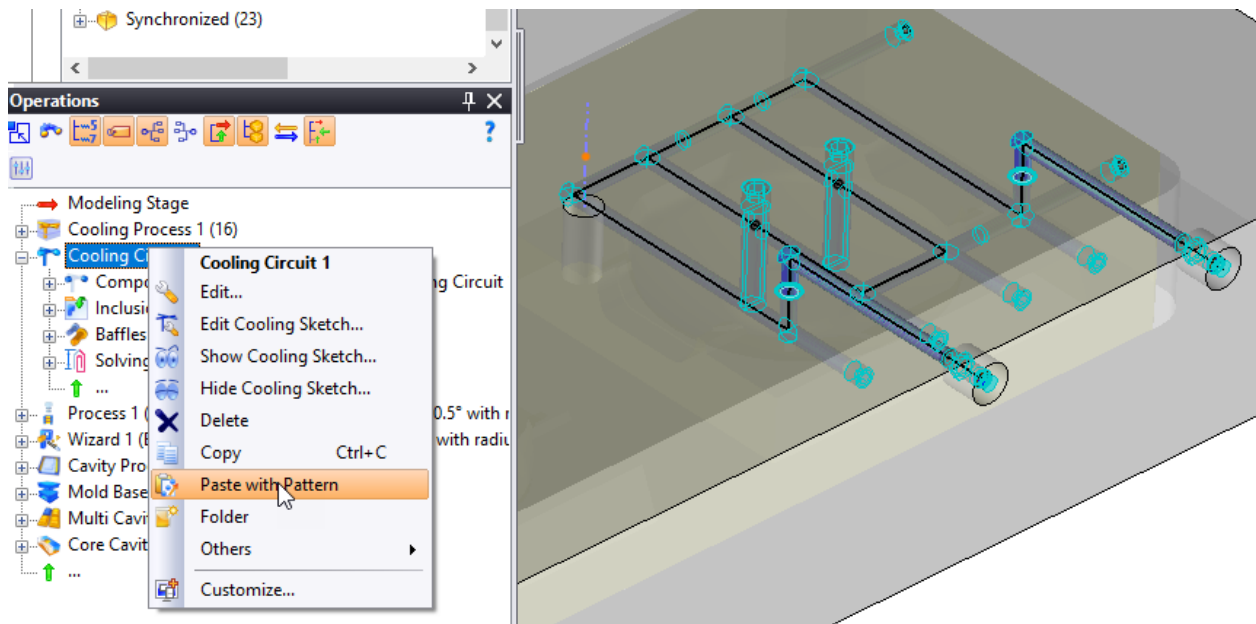 Synchronized (23)
Operations
Modeling Stage
Cooling Process 1 (16)
Cooling Ci
Cooling Circuit 1
Compo
ng Circuit
Edit...
Inclusi
Edit Cooling Sketch...
Baffles
Show Cooling Sketch...
Solving
Hide Cooling Sketch...
...
Delete
Process 1 (
0.5° with r
Wizard 1 (E
with radiu
Copy Ctrl+C
Cavity Pro
Paste with Pattern
Mold Base
Multi Cavi
Folder
Core Cavit
Others
...
Customize...